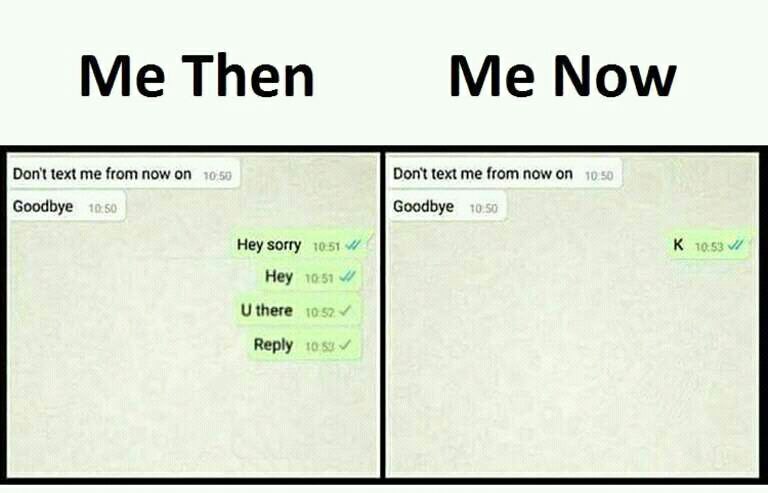 Me Then
Me Now
Don't text me from now on 10:50
Goodbye 10:50
Hey sorry 10:51
Hey 10:51
U there 10:52
Reply 10:53
Don't text me from now on 10:50
Goodbye 10:50
K 10:53